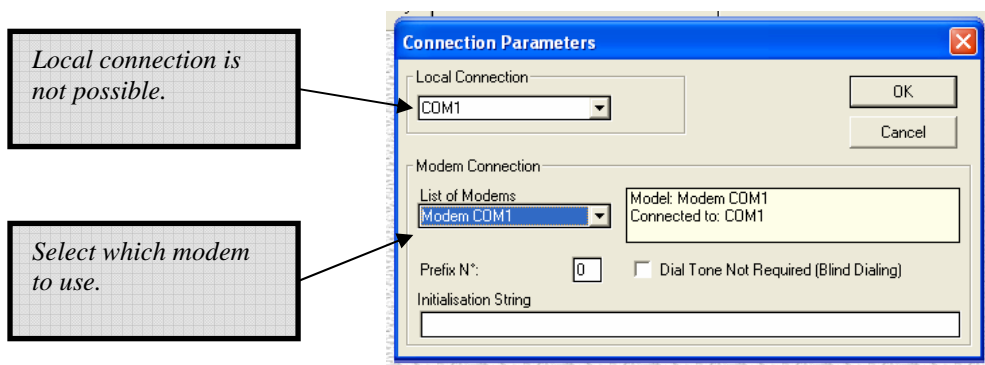 Local connection is
not possible.
Select which modem
to use.
Connection Parameters
Local Connection
COM1
OK
Cancel
Modem Connection
List of Modems
Modem COM1
Model: Modem COM1
Connected to: COM1
Prefix N°:
0
Dial Tone Not Required (Blind Dialing)
Initialisation String